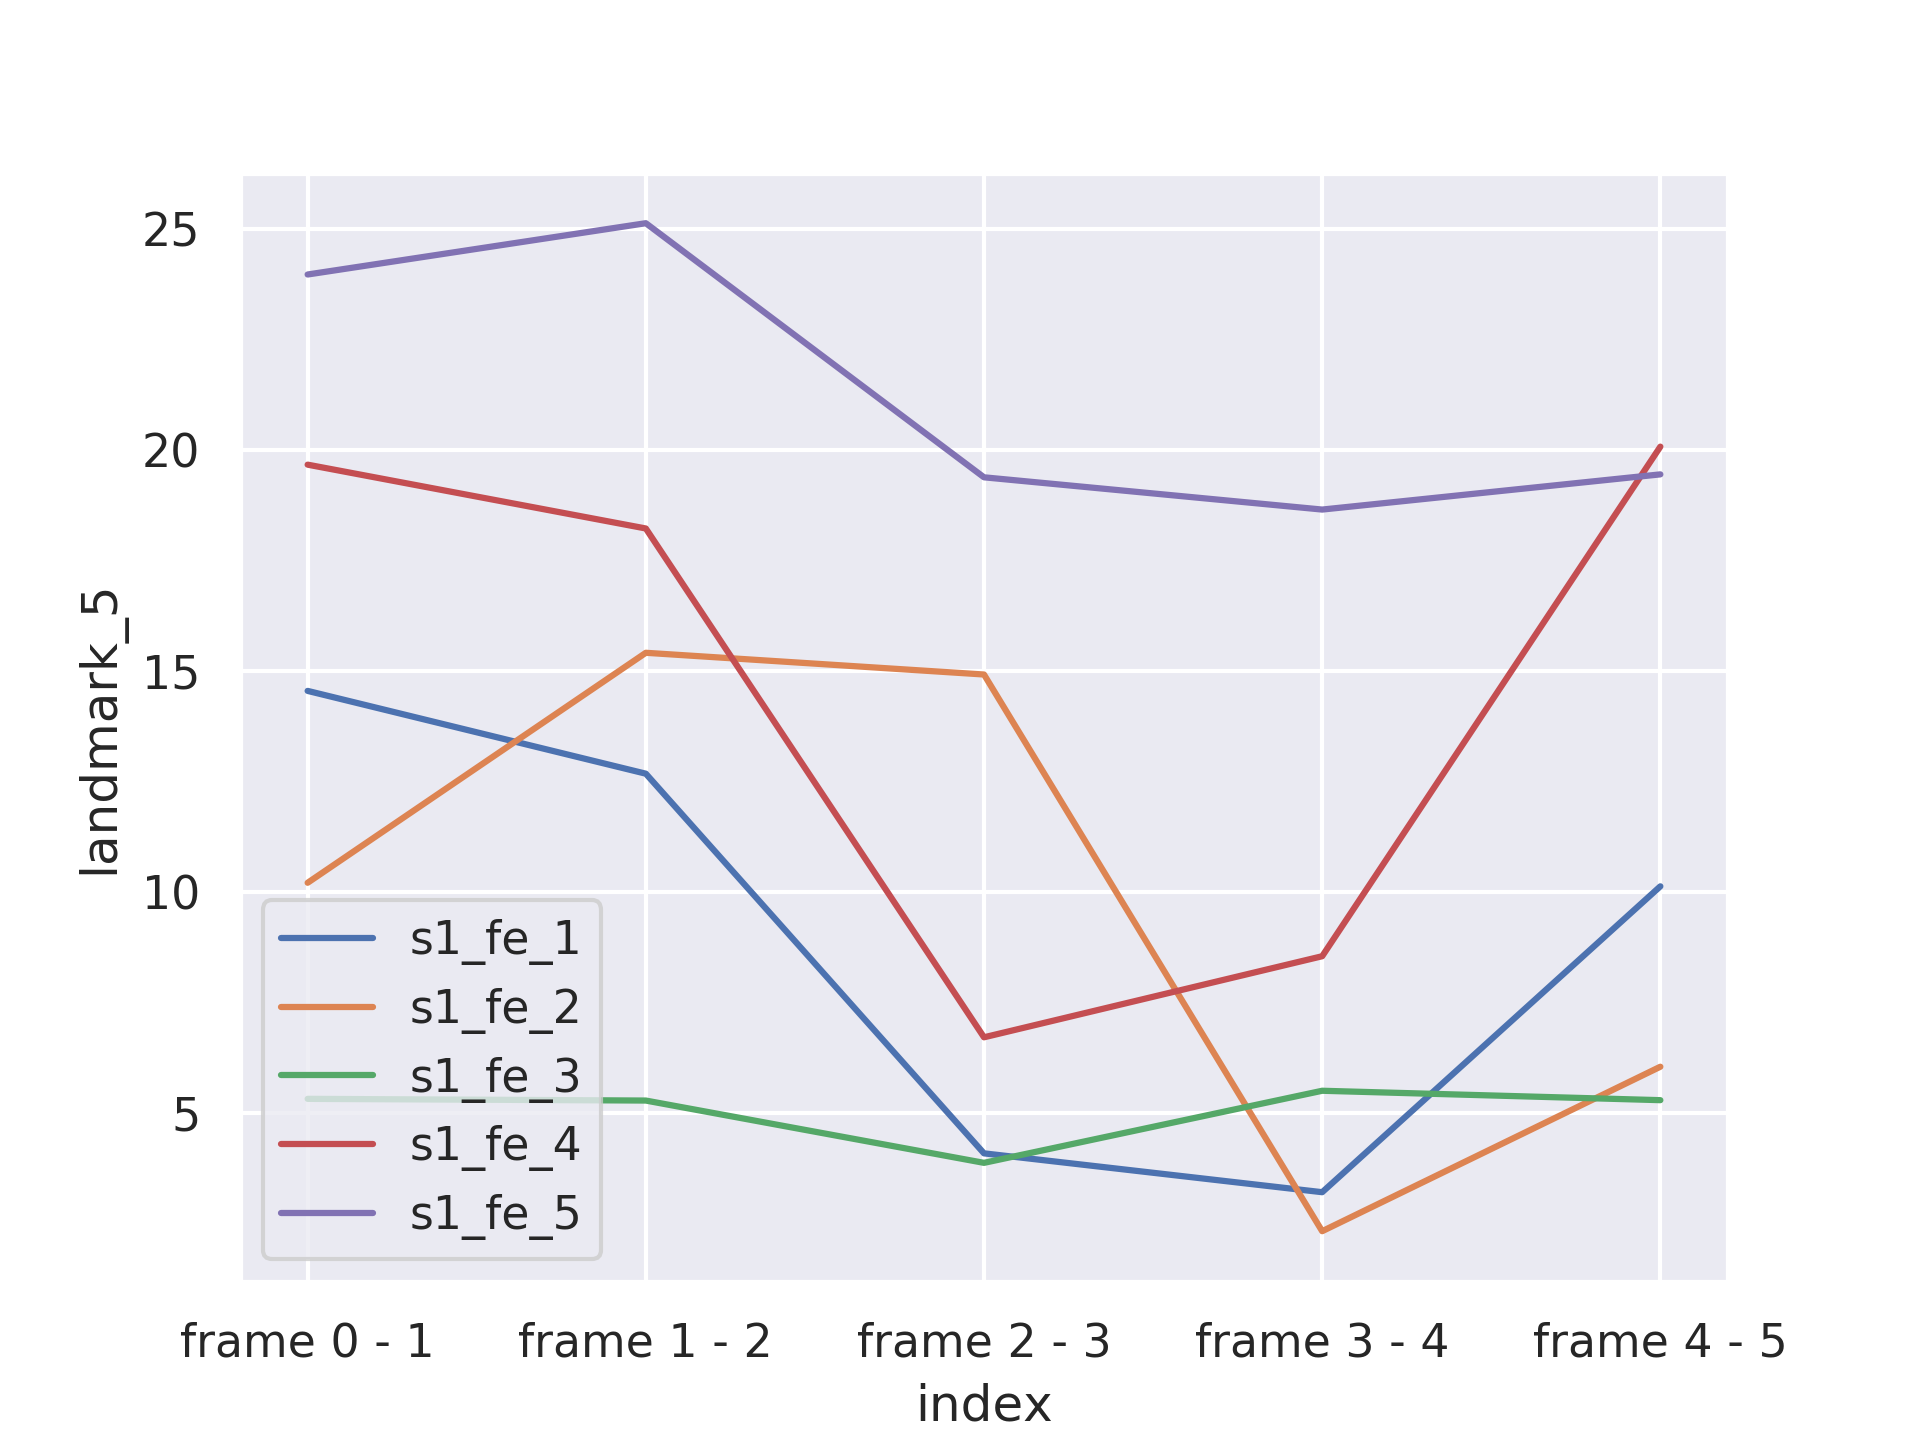 landmark_5
25
20
15
10
5
s1_fe_1
s1_fe_2
s1_fe_3
s1_fe_4
s1_fe_5
frame 0 - 1 frame 1 - 2 frame 2 - 3 frame 3 - 4 frame 4 - 5
index